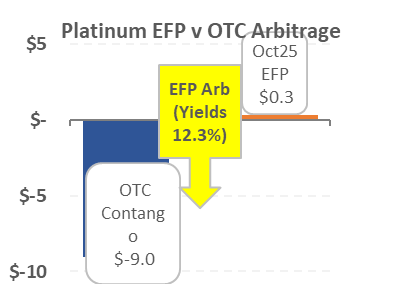 Platinum EFP v OTC Arbitrage
$5
$-
$-5
$-10
EFP Arb
(Yields
12.3%)
Oct25
EFP
$0.3
OTC
Contang
o
$-9.0